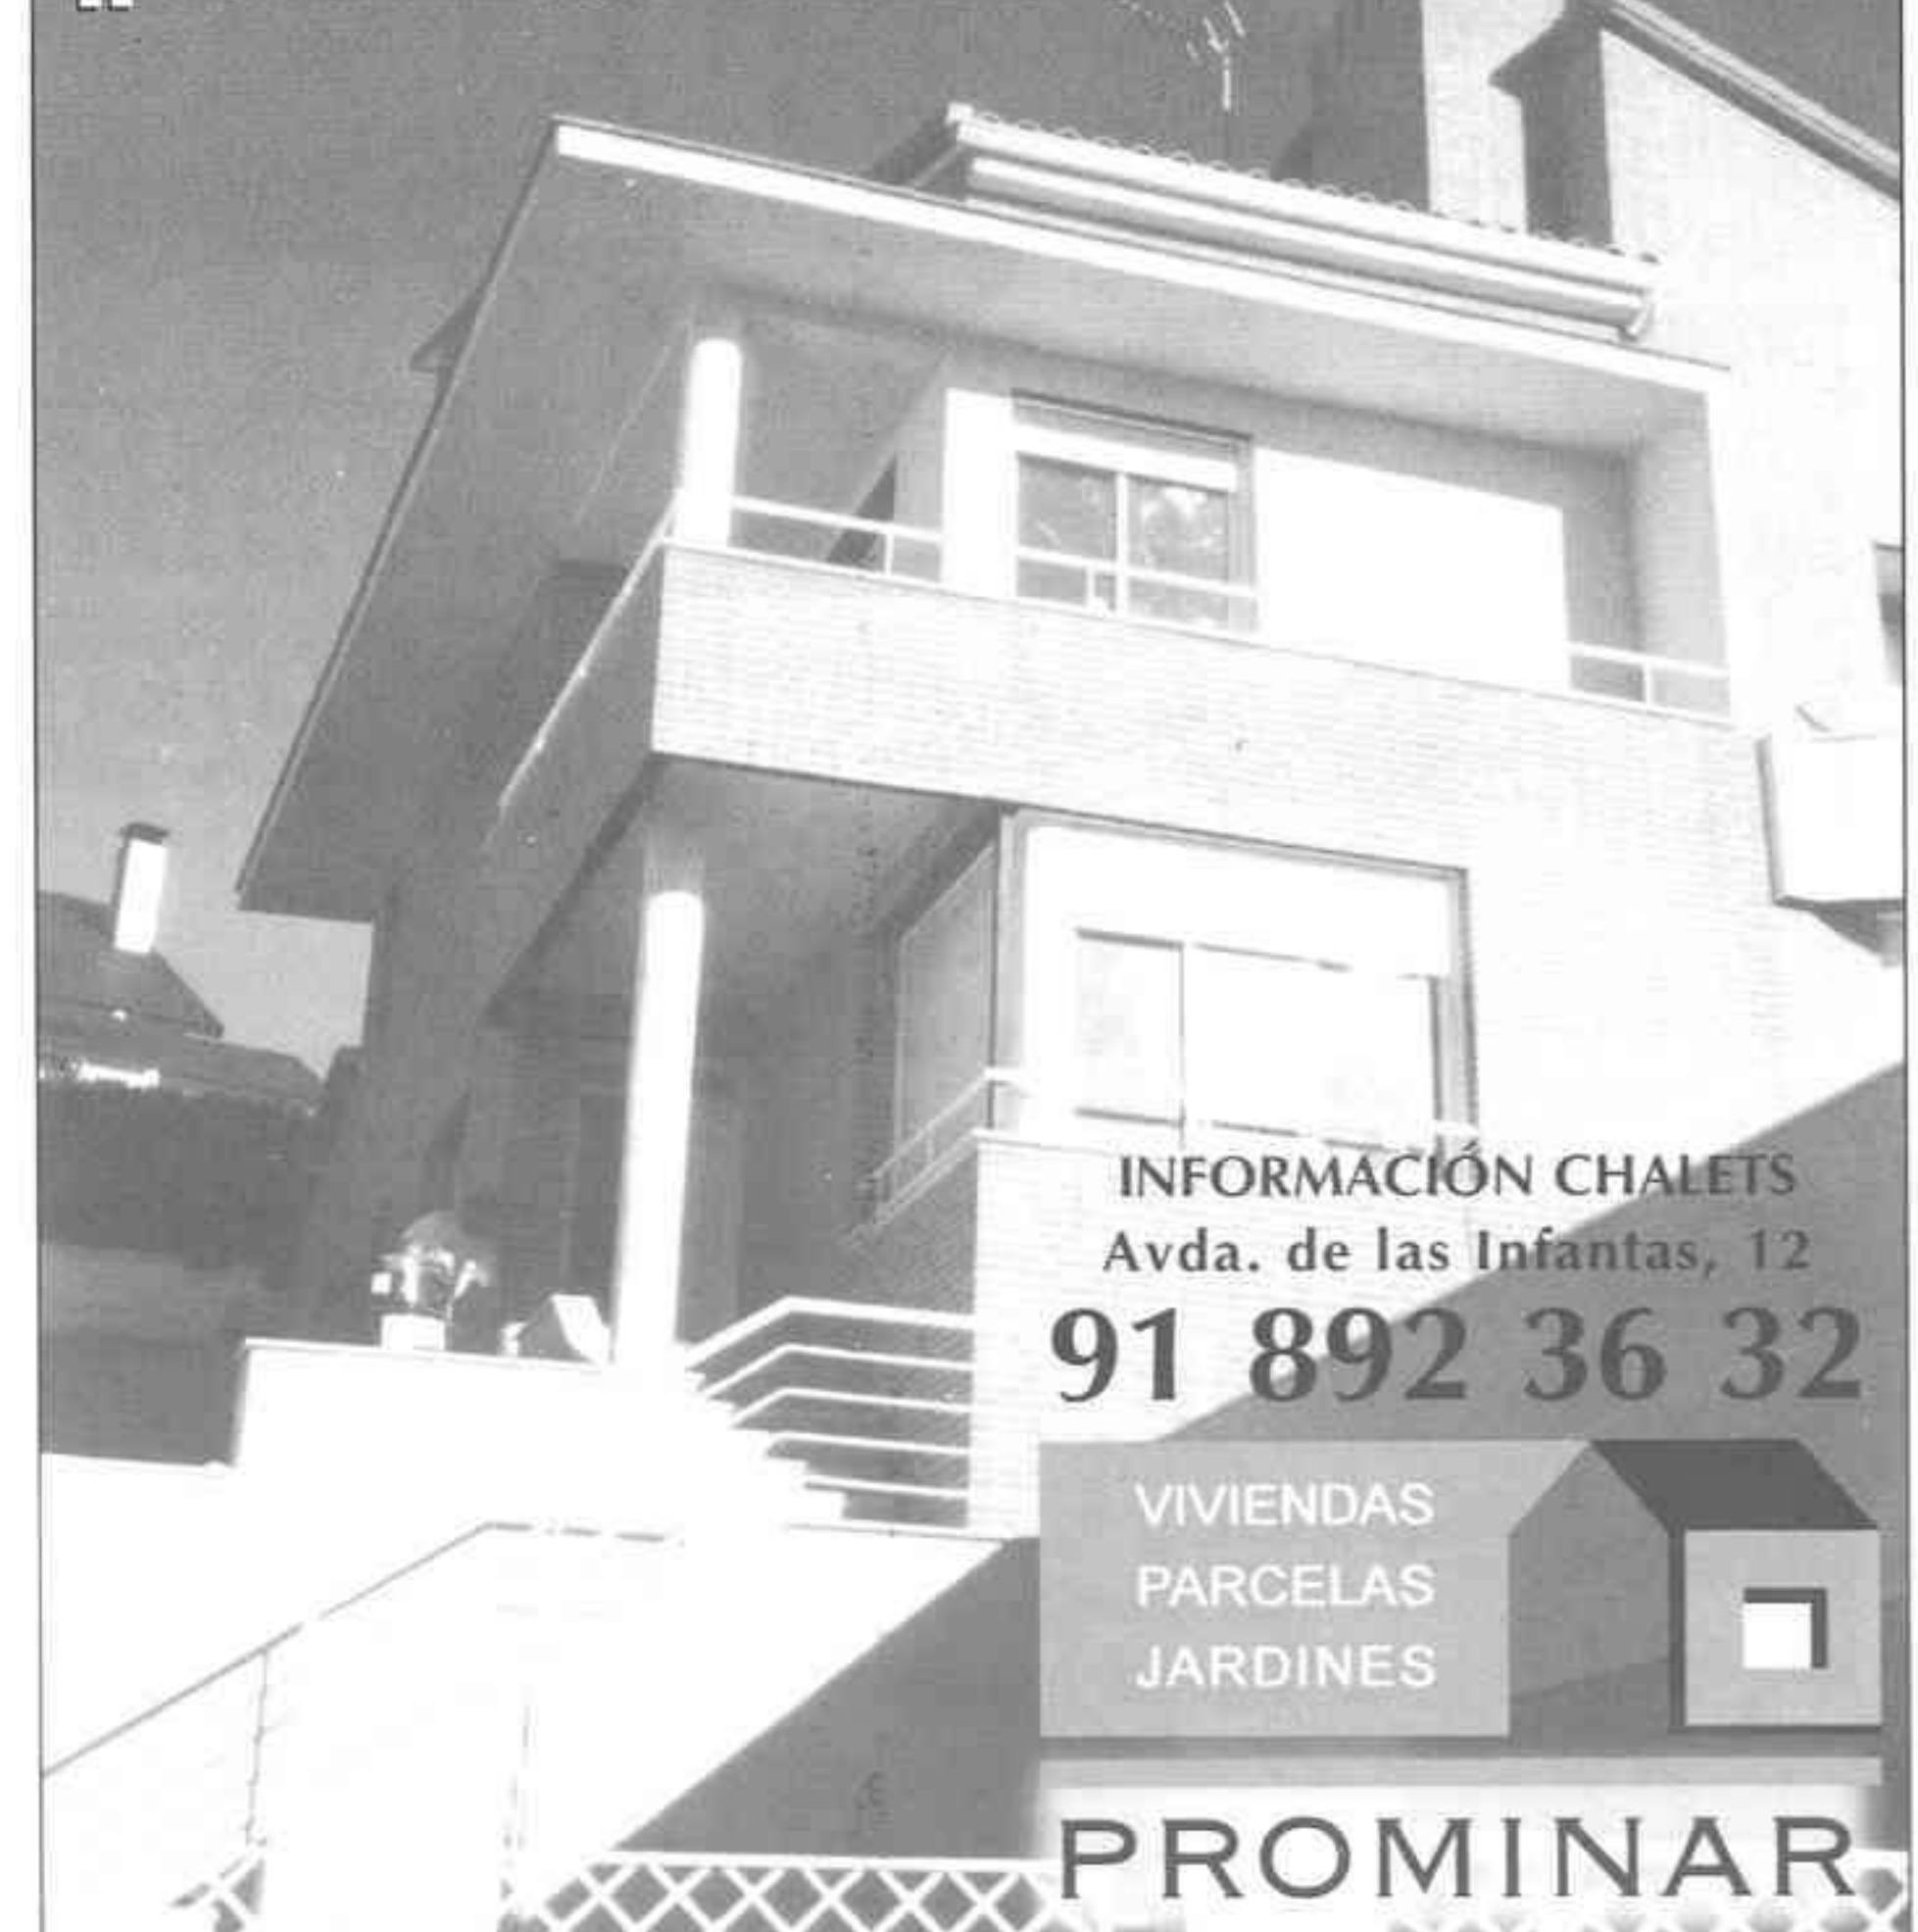 INFORMACIÓN CHALETS
Avda. de las Infantas, 12
91 892 36 32
VIVIENDAS
PARCELAS
JARDINES
PROMINAR